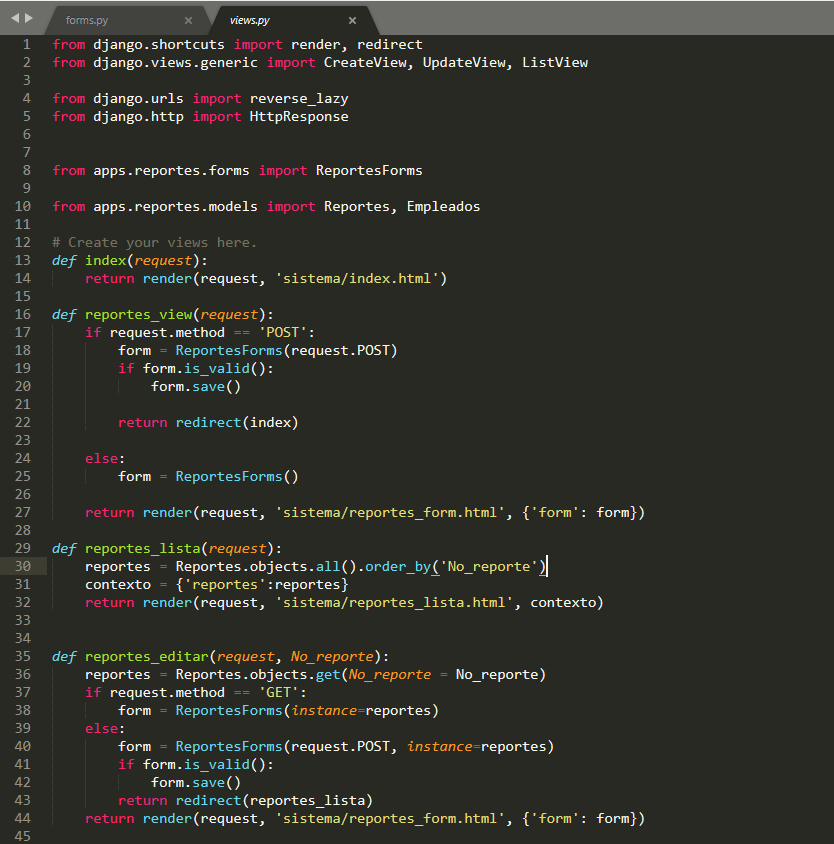 forms.py
views.py
1 from django.shortcuts import render, redirect
2 from django.views.generic import CreateView, UpdateView, ListView
3
4 from django.urls import reverse_lazy
5 from django.http import HttpResponse
6
7
8 from apps.reportes.forms import ReportesForms
9
10 from apps.reportes.models import Reportes, Empleados
11
12 # Create your views here.
13 def index(request):
14     return render(request, 'sistema/index.html')
15
16 def reportes_view(request):
17     if request.method == 'POST':
18         form = ReportesForms(request.POST)
19         if form.is_valid():
20             form.save()
21
22         return redirect(index)
23
24     else:
25         form = ReportesForms()
26
27     return render(request, 'sistema/reportes_form.html', {'form': form})
28
29 def reportes_lista(request):
30     reportes = Reportes.objects.all().order_by('No_reporte')
31     contexto = {'reportes':reportes}
32     return render(request, 'sistema/reportes_lista.html', contexto)
33
34
35 def reportes_editar(request, No_reporte):
36     reportes = Reportes.objects.get(No_reporte = No_reporte)
37     if request.method == 'GET':
38         form = ReportesForms(instance=reportes)
39     else:
40         form = ReportesForms(request.POST, instance=reportes)
41         if form.is_valid():
42             form.save()
43         return redirect(reportes_lista)
44     return render(request, 'sistema/reportes_form.html', {'form': form})
45